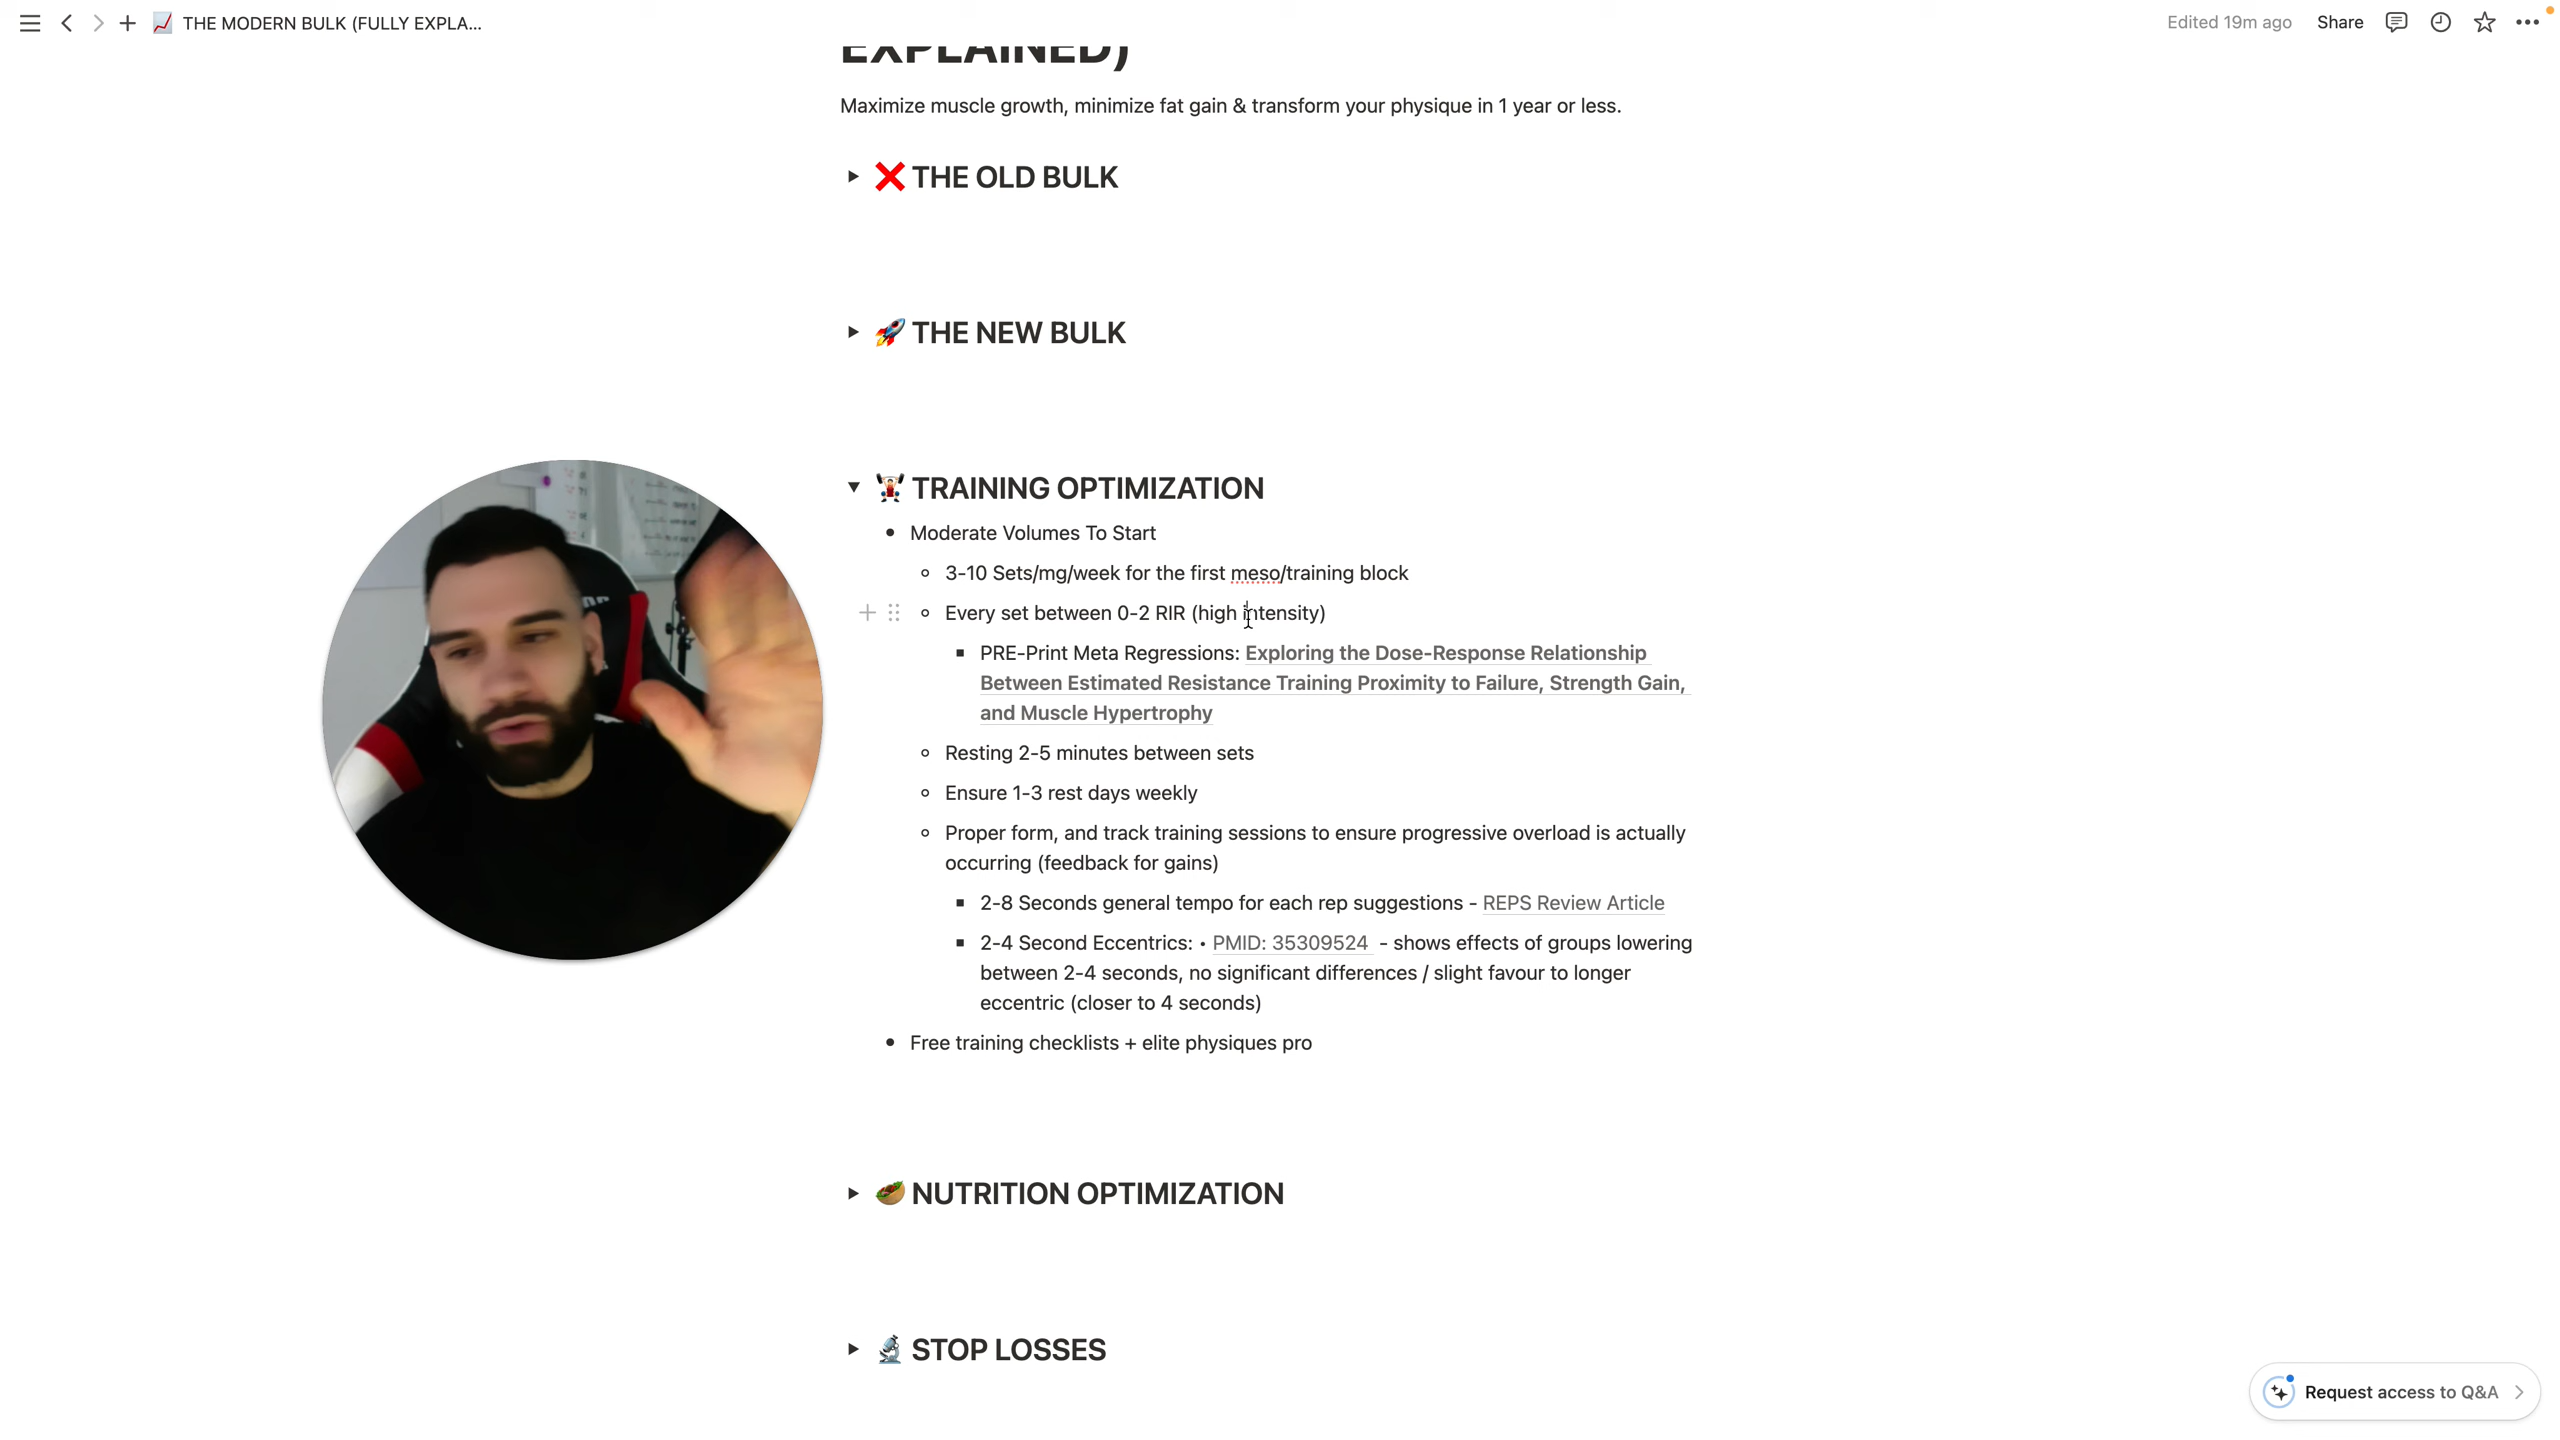 THE MODERN BULK (FULLY EXPLA...
Edited 19m ago
Share
EXPLAINED)
Maximize muscle growth, minimize fat gain & transform your physique in 1 year or less.
THE OLD BULK
THE NEW BULK
TRAINING OPTIMIZATION
Moderate Volumes To Start
3-10 Sets/mg/week for the first meso/training block
Every set between 0-2 RIR (high intensity)
PRE-Print Meta Regressions: Exploring the Dose-Response Relationship
Between Estimated Resistance Training Proximity to Failure, Strength Gain,
and Muscle Hypertrophy
Resting 2-5 minutes between sets
Ensure 1-3 rest days weekly
Proper form, and track training sessions to ensure progressive overload is actually
occurring (feedback for gains)
2-8 Seconds general tempo for each rep suggestions - REPS Review Article
2-4 Second Eccentrics: • PMID: 35309524 - shows effects of groups lowering
between 2-4 seconds, no significant differences / slight favour to longer
eccentric (closer to 4 seconds)
Free training checklists + elite physiques pro
NUTRITION OPTIMIZATION
STOP LOSSES
Request access to Q&A